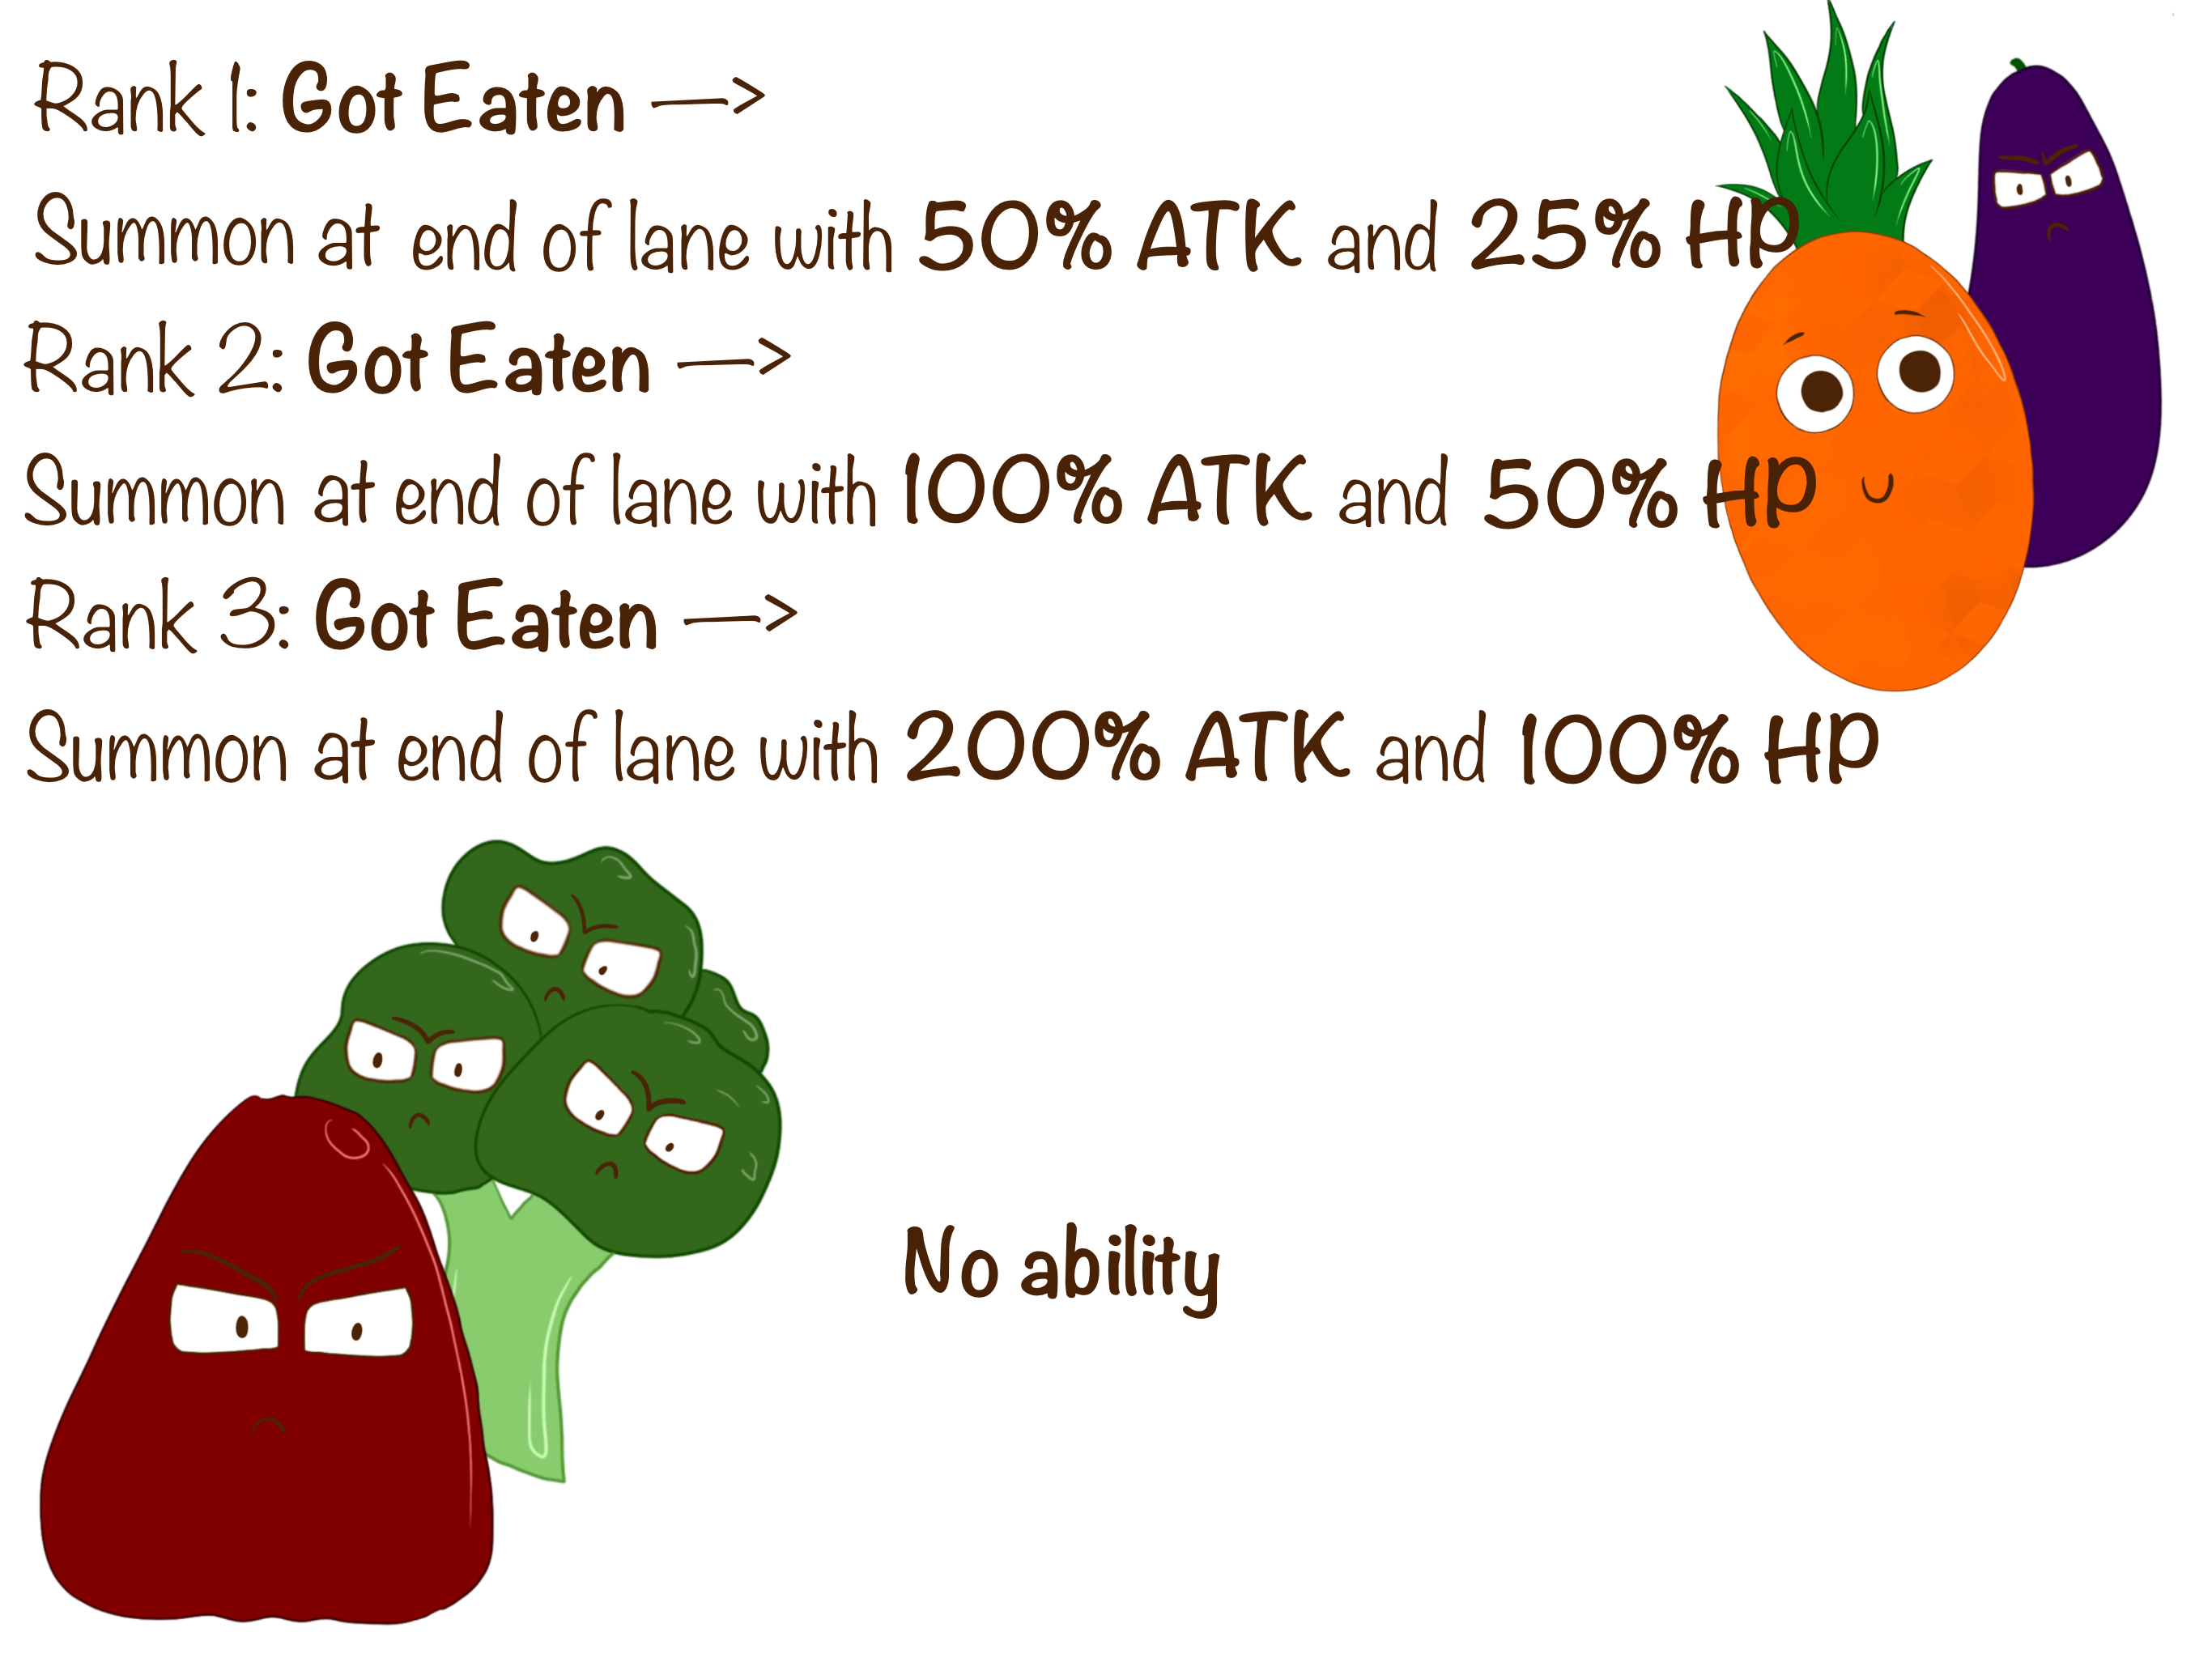 Rank 1: Got Eaten —>
Summon at end of lane with 50% ATK and 25% HP
Rank 2: Got Eaten —>
Summon at end of lane with 100% ATK and 50% HP
Rank 3: Got Eaten —>
Summon at end of lane with 200% ATK and 100% HP
No ability